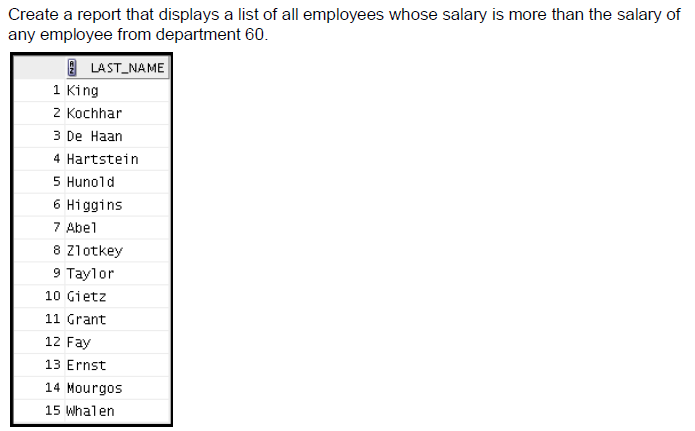 Create a report that displays a list of all employees whose salary is more than the salary of
any employee from department 60.
AZ LAST_NAME
1 King
2 Kochhar
3 De Haan
4 Hartstein
5 Hunold
6 Higgins
7 Abel
8 Zlotkey
9 Taylor
10 Gietz
11 Grant
12 Fay
13 Ernst
14 Mourgos
15 Whalen